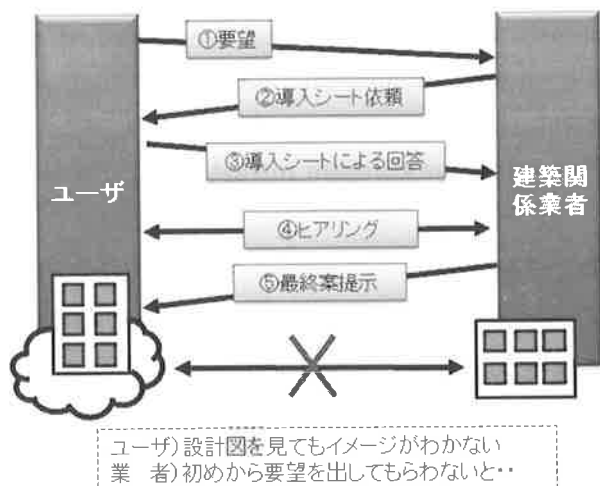 ①要望
②導入シート依頼
③導入シートによる回答
ユーザ
建築関
係業者
④ヒアリング
⑤最終案提示
ユーザ)設計図を見てもイメージがわかない
業　者)初めから要望を出してもらわないと・・